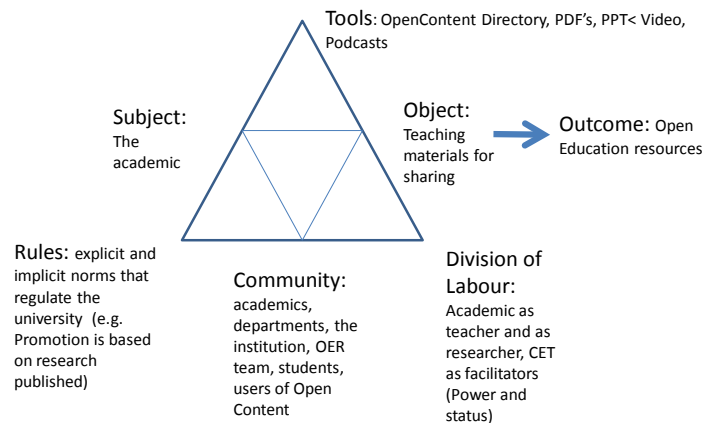 Tools: OpenContent Directory, PDF's, PPT< Video,
Podcasts
Subject:
The
academic
Object:
Teaching
materials for
sharing
Outcome: Open
Education resources
Rules: explicit and
implicit norms that
regulate the
university (e.g.
Promotion is based
on research
published)
Community:
academics,
departments, the
institution, OER
team, students,
users of Open
Content
Division of
Labour:
Academic as
teacher and as
researcher, CET
as facilitators
(Power and
status)